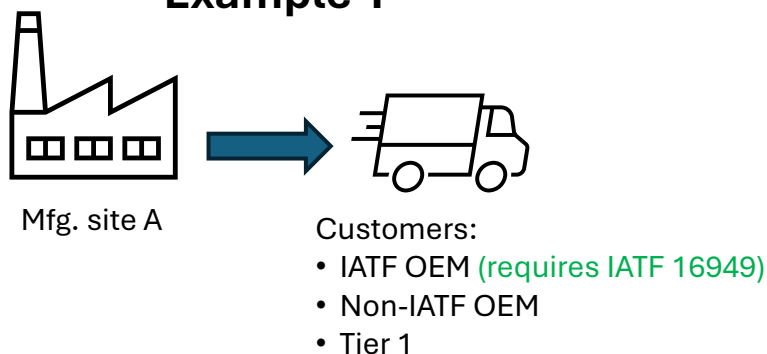 Example 1
Mfg. site A
Customers:
• IATF OEM (requires IATF 16949)
• Non-IATF OEM
• Tier 1